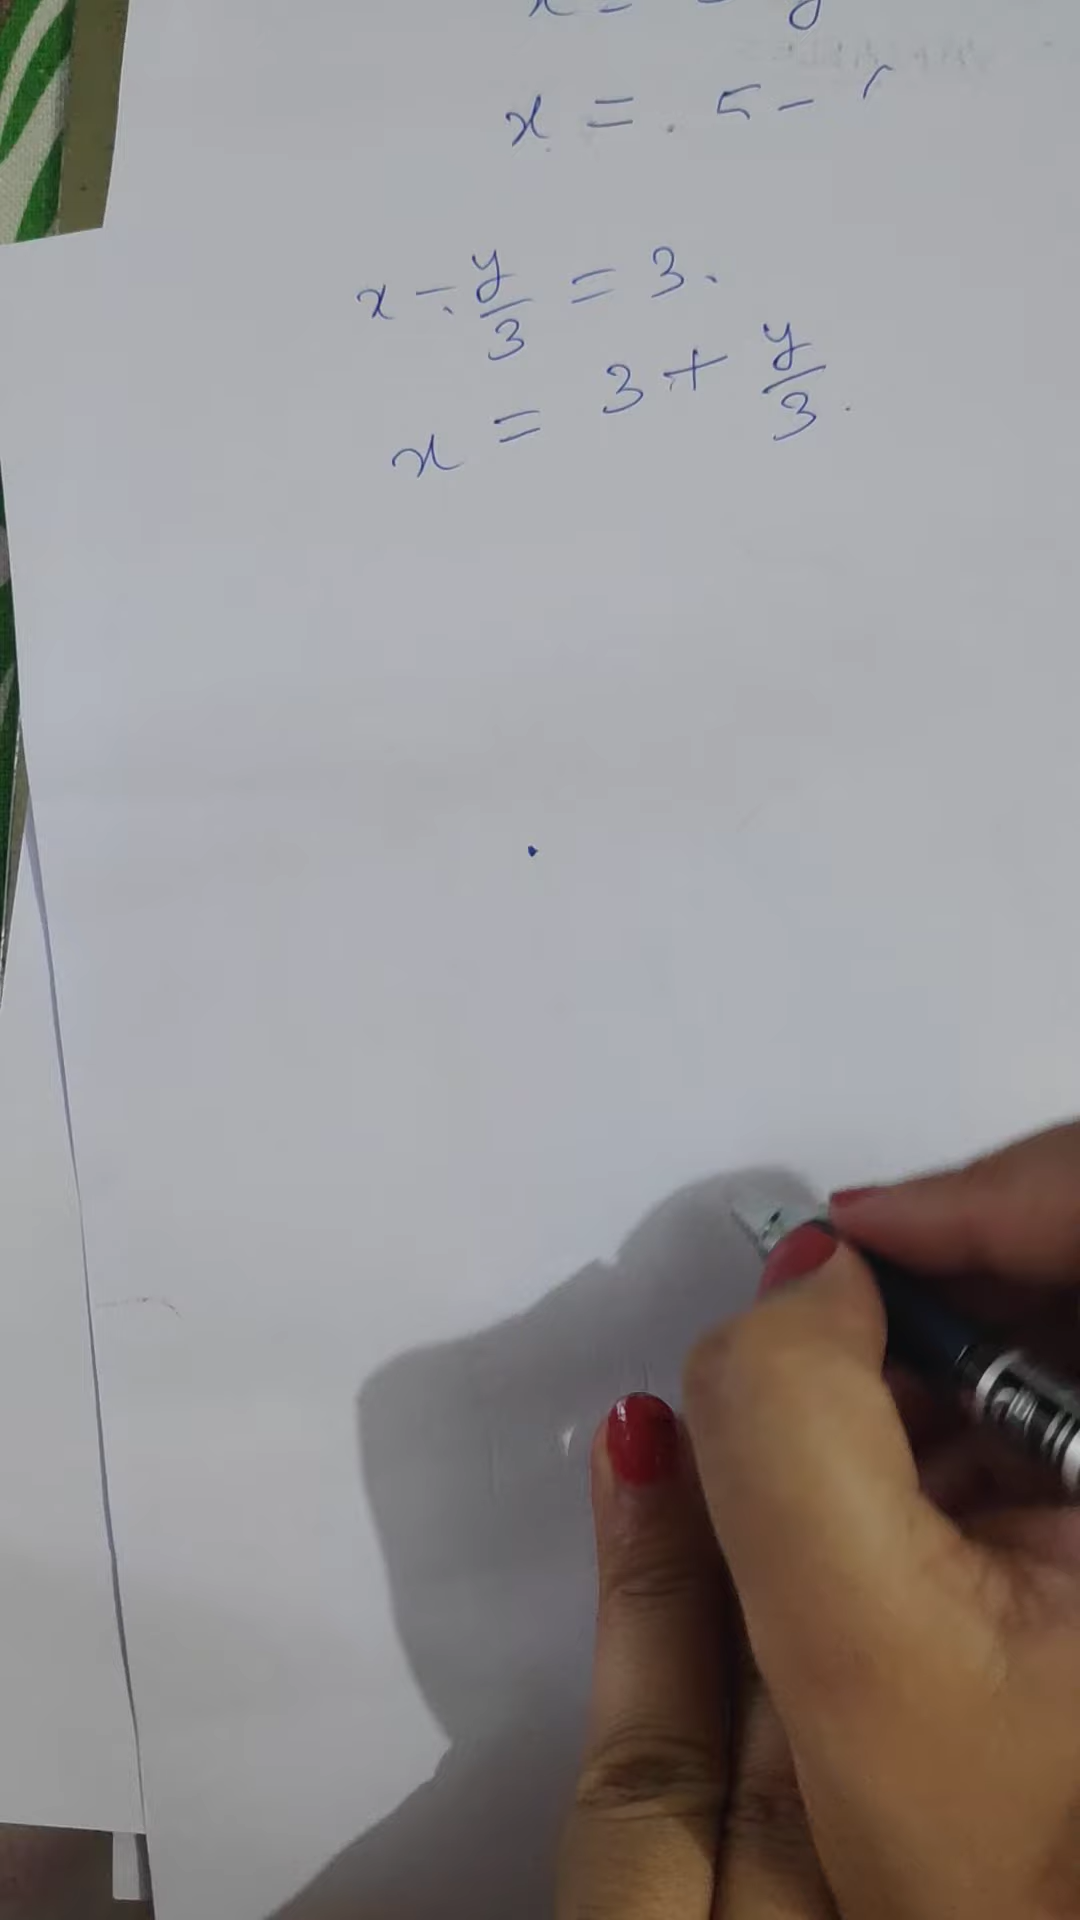 x = 5 -
x - y/3 = 3.
x = 3 + y/3.